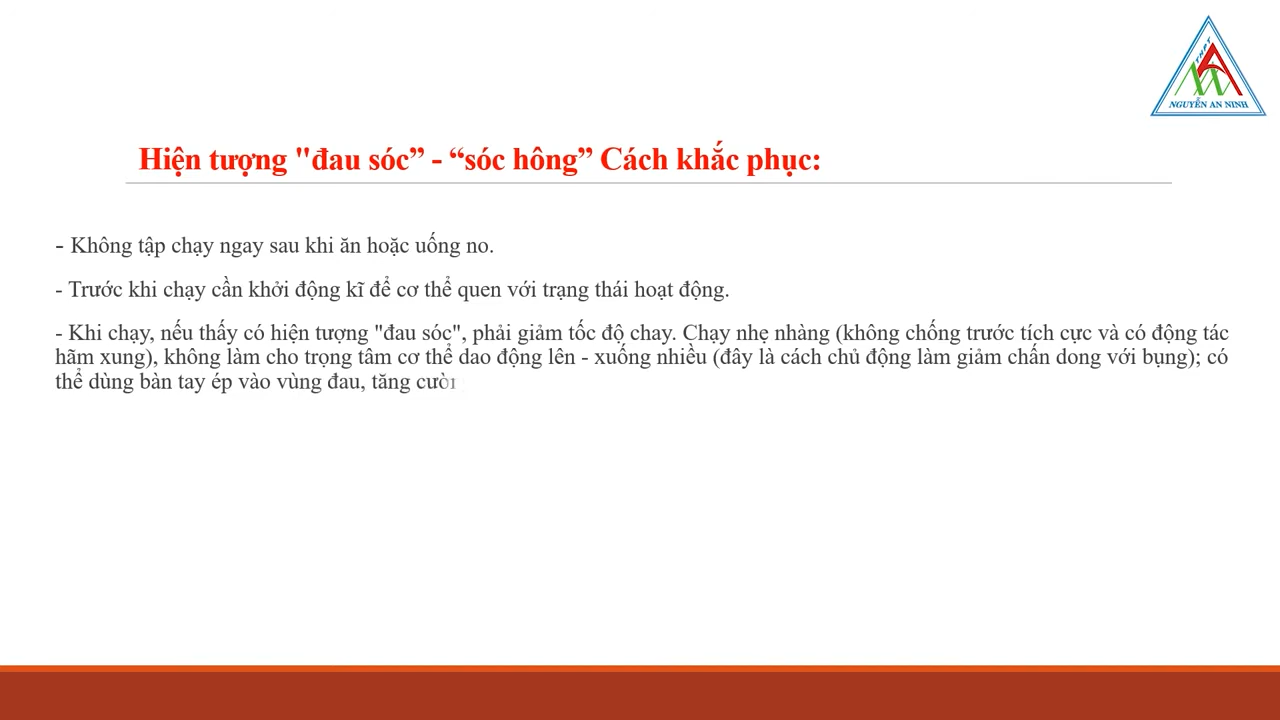 THPT
NGUYỄN AN NINH
Hiện tượng "đau sóc” - “sóc hông” Cách khắc phục:
- Không tập chạy ngay sau khi ăn hoặc uống no.
- Trước khi chạy cần khởi động kĩ để cơ thể quen với trạng thái hoạt động.
- Khi chạy, nếu thấy có hiện tượng "đau sóc", phải giảm tốc độ chay. Chạy nhẹ nhàng (không chống trước tích cực và có động tác
hãm xung), không làm cho trọng tâm cơ thể dao động lên - xuống nhiều (đây là cách chủ động làm giảm chấn dong với bụng); có
thể dùng bàn tay ép vào vùng đau, tăng